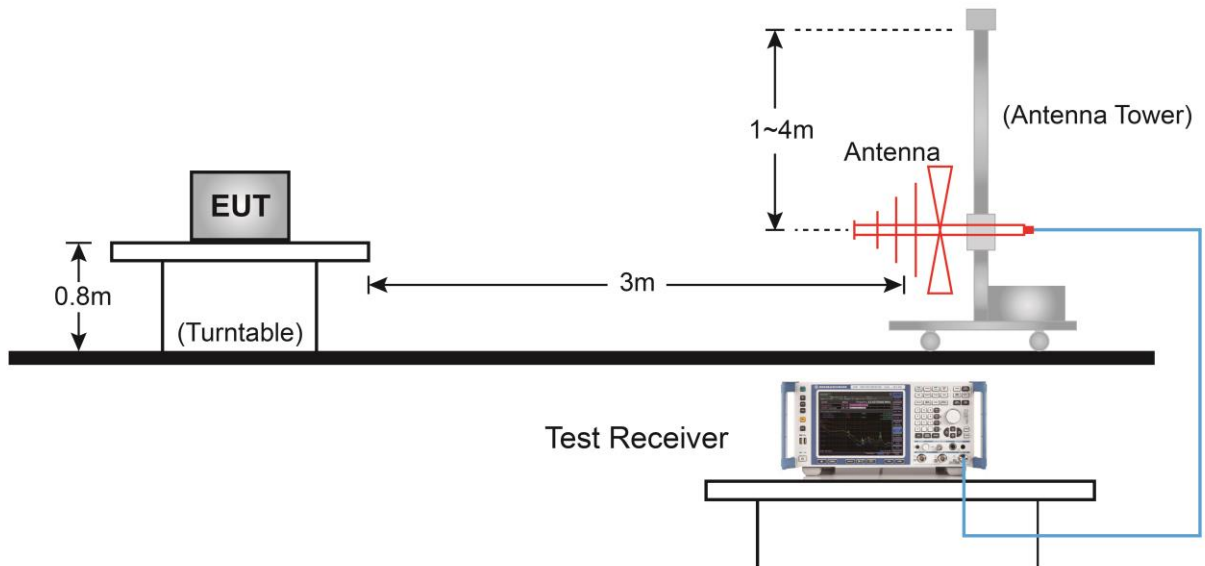 1~4m
(Antenna Tower)
Antenna
EUT
0.8m
3m
(Turntable)
Test Receiver